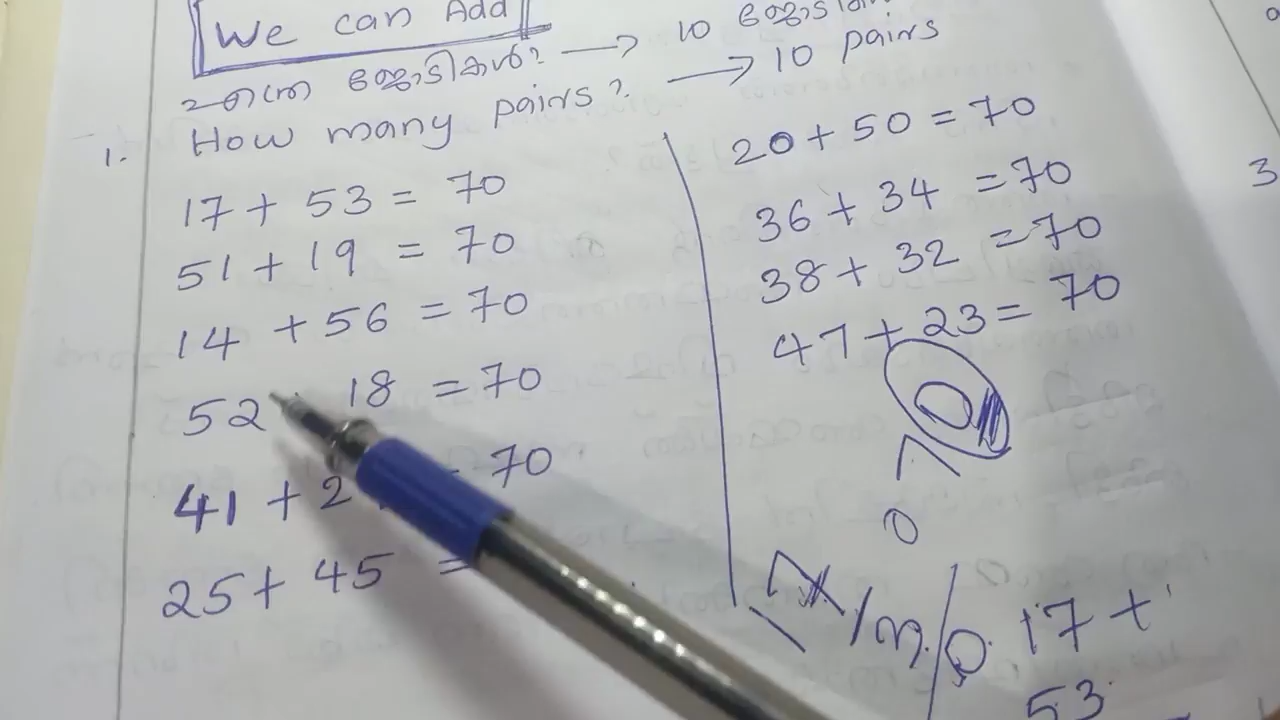 We can Add
എത്ര ജോടികൾ? → 10
How many pairs? → 10 pairs
1.
17 + 53 = 70
51 + 19 = 70
14 + 56 = 70
52 18 = 70
41 + 2 70
25 + 45 =
20 + 50 = 70
36 + 34 = 70
38 + 32 = 70
47 + 23 = 70
70
0
17 +
53
3